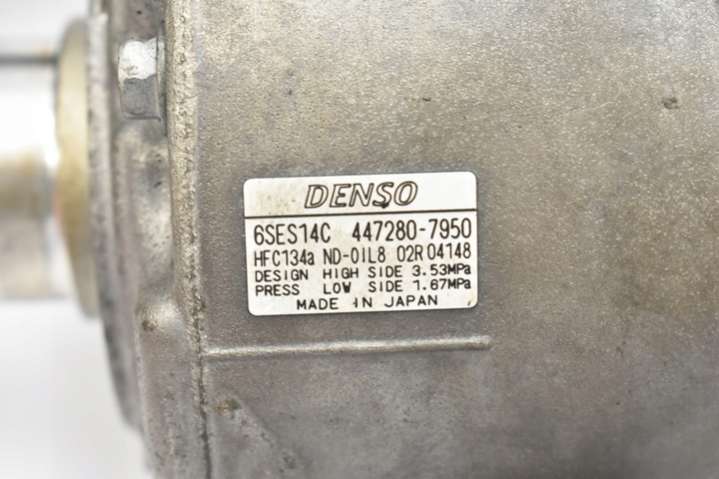 DENSO
6SES14C 447280-7950
HFC134a ND-OIL8 02R04148
DESIGN HIGH SIDE 3.53MPa
PRESS LOW SIDE 1.67MPa
MADE IN JAPAN